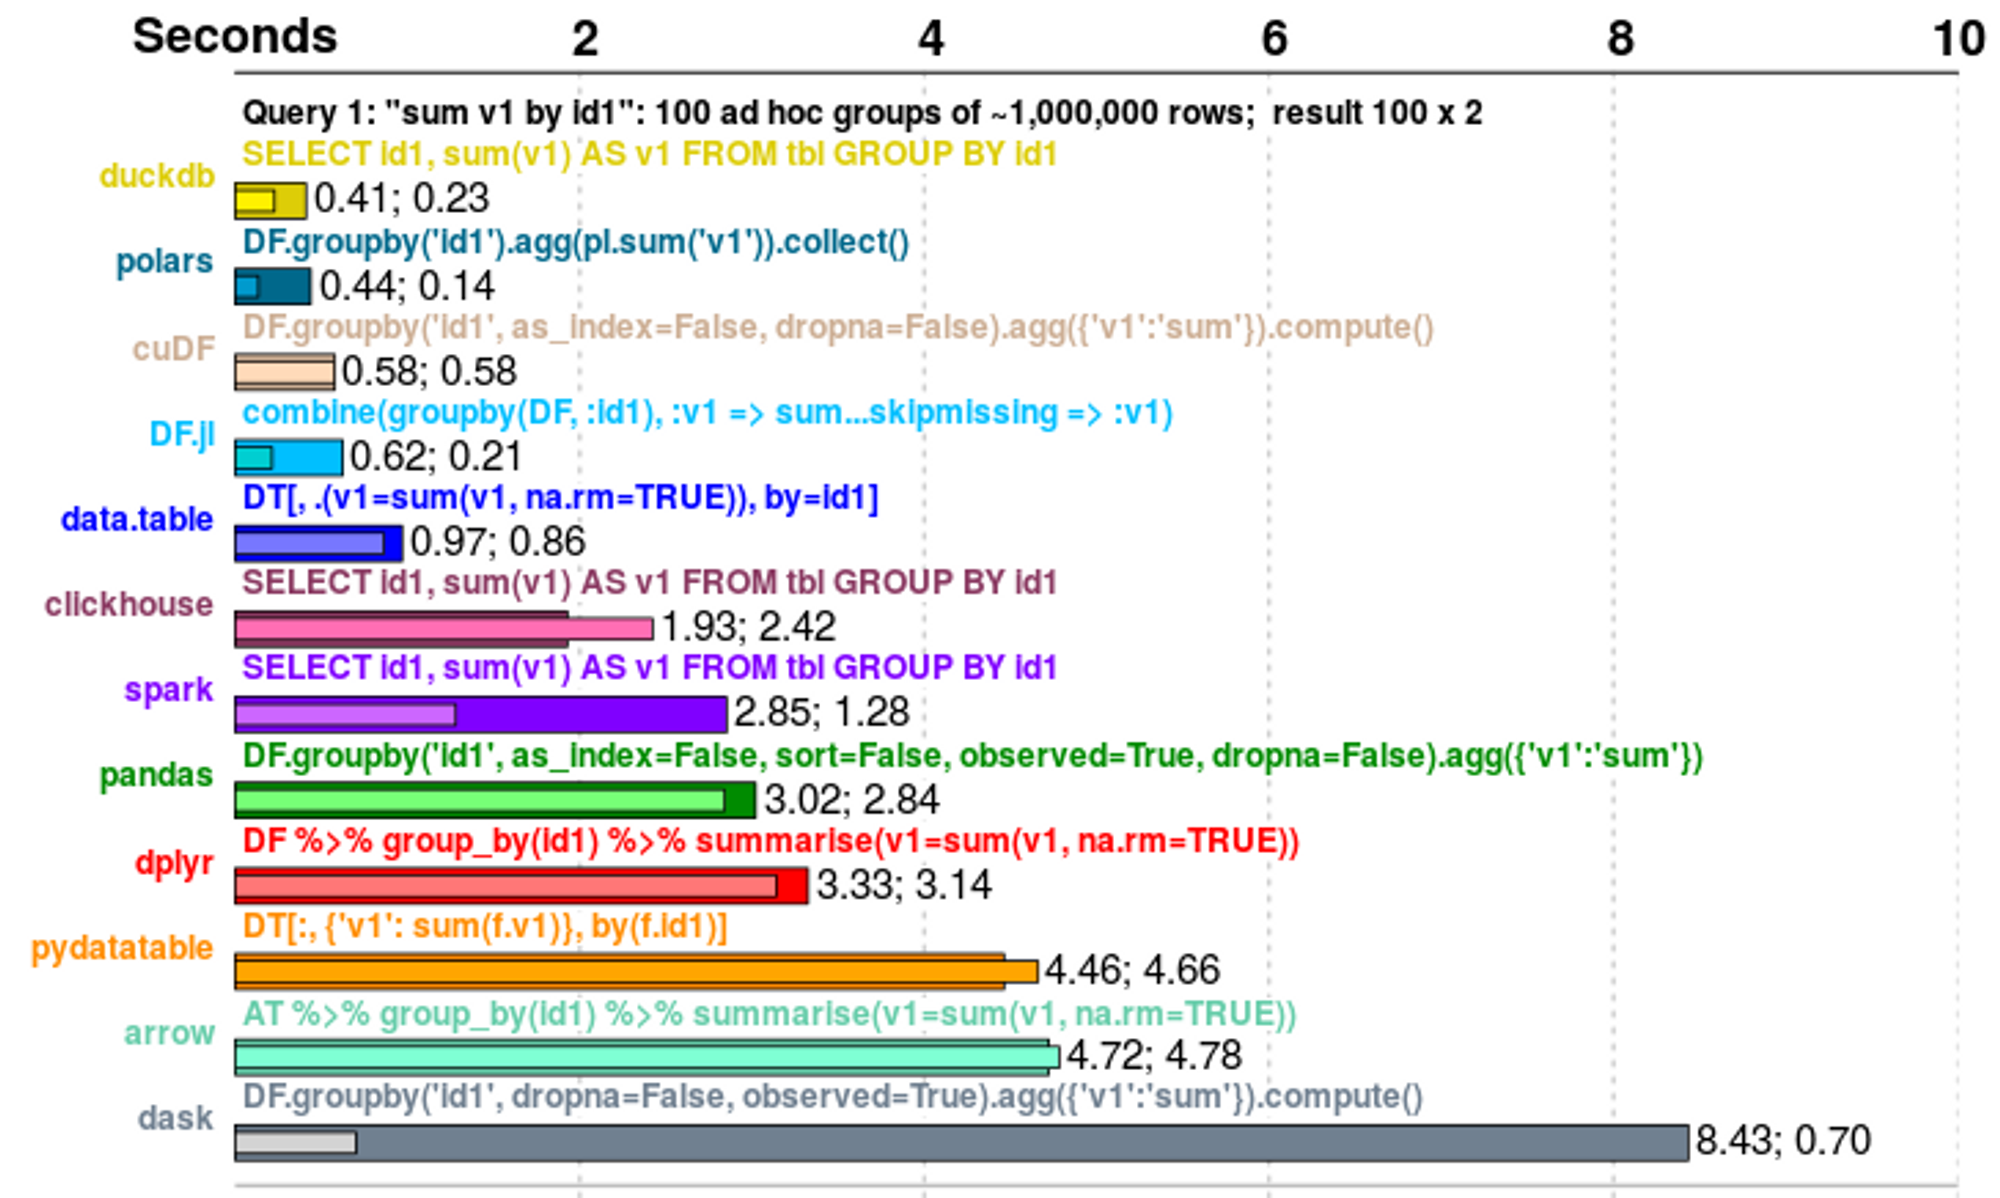 Seconds 2 4 6 8 10
Query 1: "sum v1 by id1": 100 ad hoc groups of ~1,000,000 rows;  result 100 x 2
SELECT id1, sum(v1) AS v1 FROM tbl GROUP BY id1
duckdb
0.41; 0.23
DF.groupby('id1').agg(pl.sum('v1')).collect()
polars
0.44; 0.14
DF.groupby('id1', as_index=False, dropna=False).agg({'v1':'sum'}).compute()
cuDF
0.58; 0.58
combine(groupby(DF, :id1), :v1 => sum...skipmissing => :v1)
DF.jl
0.62; 0.21
DT[, .(v1=sum(v1, na.rm=TRUE)), by=id1]
data.table
0.97; 0.86
SELECT id1, sum(v1) AS v1 FROM tbl GROUP BY id1
clickhouse
1.93; 2.42
SELECT id1, sum(v1) AS v1 FROM tbl GROUP BY id1
spark
2.85; 1.28
DF.groupby('id1', as_index=False, sort=False, observed=True, dropna=False).agg({'v1':'sum'})
pandas
3.02; 2.84
DF %>% group_by(id1) %>% summarise(v1=sum(v1, na.rm=TRUE))
dplyr
3.33; 3.14
DT[:, {'v1': sum(f.v1)}, by(f.id1)]
pydatatable
4.46; 4.66
AT %>% group_by(id1) %>% summarise(v1=sum(v1, na.rm=TRUE))
arrow
4.72; 4.78
DF.groupby('id1', dropna=False, observed=True).agg({'v1':'sum'}).compute()
dask
8.43; 0.70